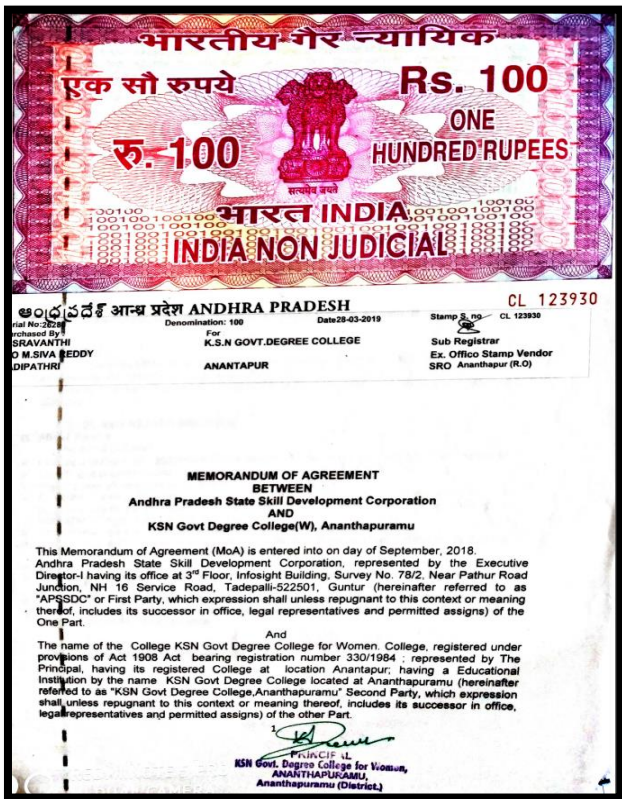 भारतीय गैर न्यायिक
एक सौ रुपये
Rs. 100
रु. 100
ONE
HUNDRED RUPEES
सत्यमेव जयते
भारत INDIA
INDIA NON JUDICIAL
ఆంధ్రప్రదేశ్ आन्ध्र प्रदेश ANDHRA PRADESH
CL 123930
rial No:2628
Denomination: 100
Date28-03-2019
Stamp S. no
CL 123930
rchased By
For
SRAVANTHI
K.S.N GOVT.DEGREE COLLEGE
Sub Registrar
O M.SIVA REDDY
Ex. Offico Stamp Vendor
DIPATHRI
ANANTAPUR
SRO Ananthapur (R.O)
MEMORANDUM OF AGREEMENT
BETWEEN
Andhra Pradesh State Skill Development Corporation
AND
KSN Govt Degree College(W), Ananthapuramu
This Memorandum of Agreement (MoA) is entered into on day of September, 2018.
Andhra Pradesh State Skill Development Corporation, represented by the Executive
Director-I having its office at 3rd Floor, Infosight Building, Survey No. 78/2, Near Pathur Road
Junction, NH 16 Service Road, Tadepalli-522501, Guntur (hereinafter referred to as
"APSSDC" or First Party, which expression shall unless repugnant to this context or meaning
thereof, includes its successor in office, legal representatives and permitted assigns) of the
One Part.
And
The name of the College KSN Govt Degree College for Women. College, registered under
provisions of Act 1908 Act bearing registration number 330/1984 ; represented by The
Principal, having its registered College at location Anantapur; having a Educational
Institution by the name KSN Govt Degree College located at Ananthapuramu (hereinafter
referred to as "KSN Govt Degree College,Ananthapuramu" Second Party, which expression
shall unless repugnant to this context or meaning thereof, includes its successor in office,
legal representatives and permitted assigns) of the other Part.
1
PRINCIPAL
KSN Govt. Degree College for Women,
ANANTHAPURAMU,
Ananthapuramu (District.)